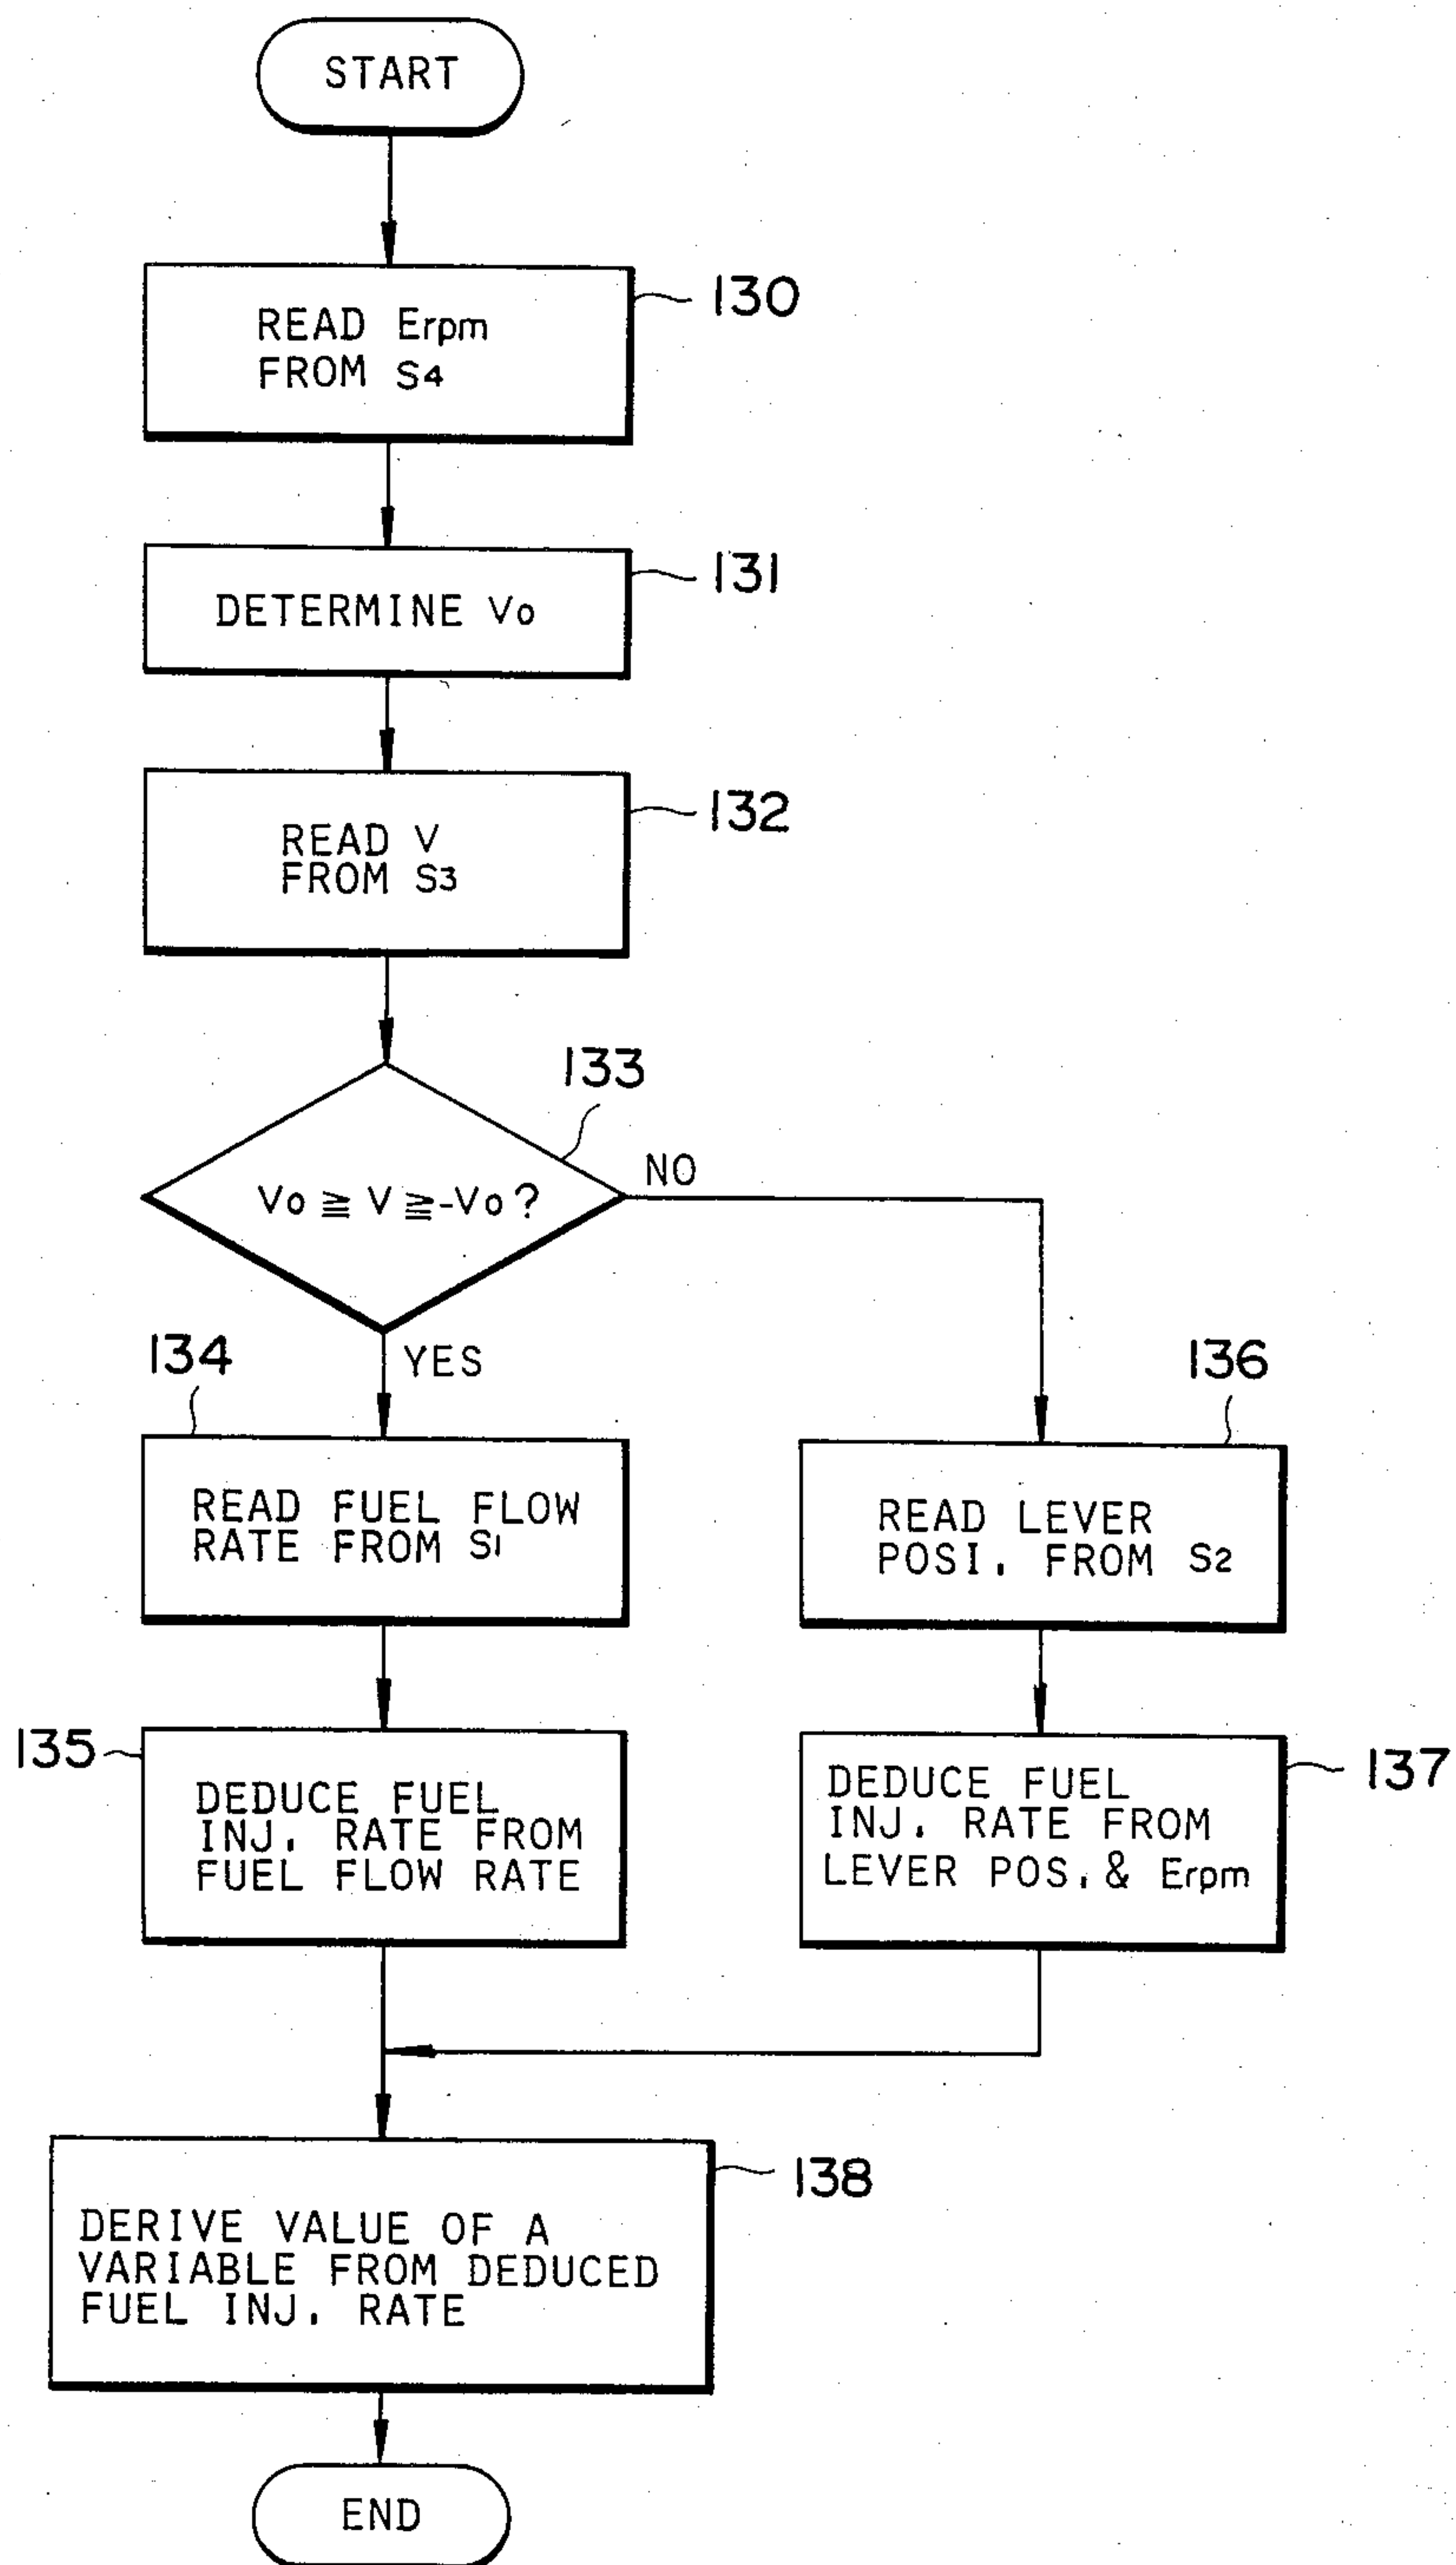 START
READ Erpm
FROM S4
130
DETERMINE Vo
131
READ V
FROM S3
132
133
Vo ≧ V ≧ -Vo ?
NO
YES
134
READ FUEL FLOW
RATE FROM S1
136
READ LEVER
POSI. FROM S2
135
DEDUCE FUEL
INJ. RATE FROM
FUEL FLOW RATE
DEDUCE FUEL
INJ. RATE FROM
LEVER POS. & Erpm
137
138
DERIVE VALUE OF A
VARIABLE FROM DEDUCED
FUEL INJ. RATE
END